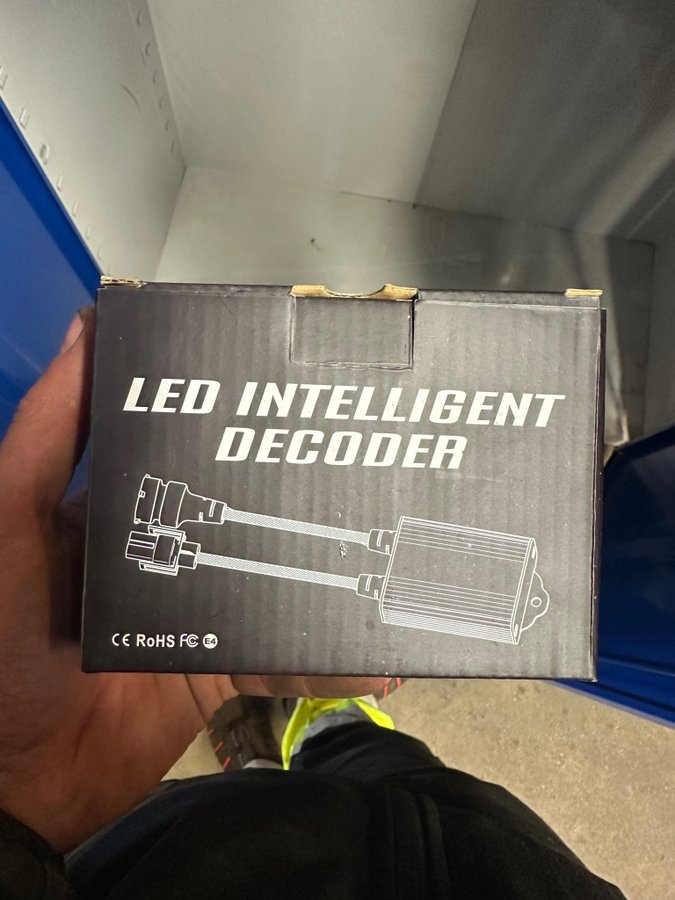 LED INTELLIGENT
DECODER
CE RoHS FC E4